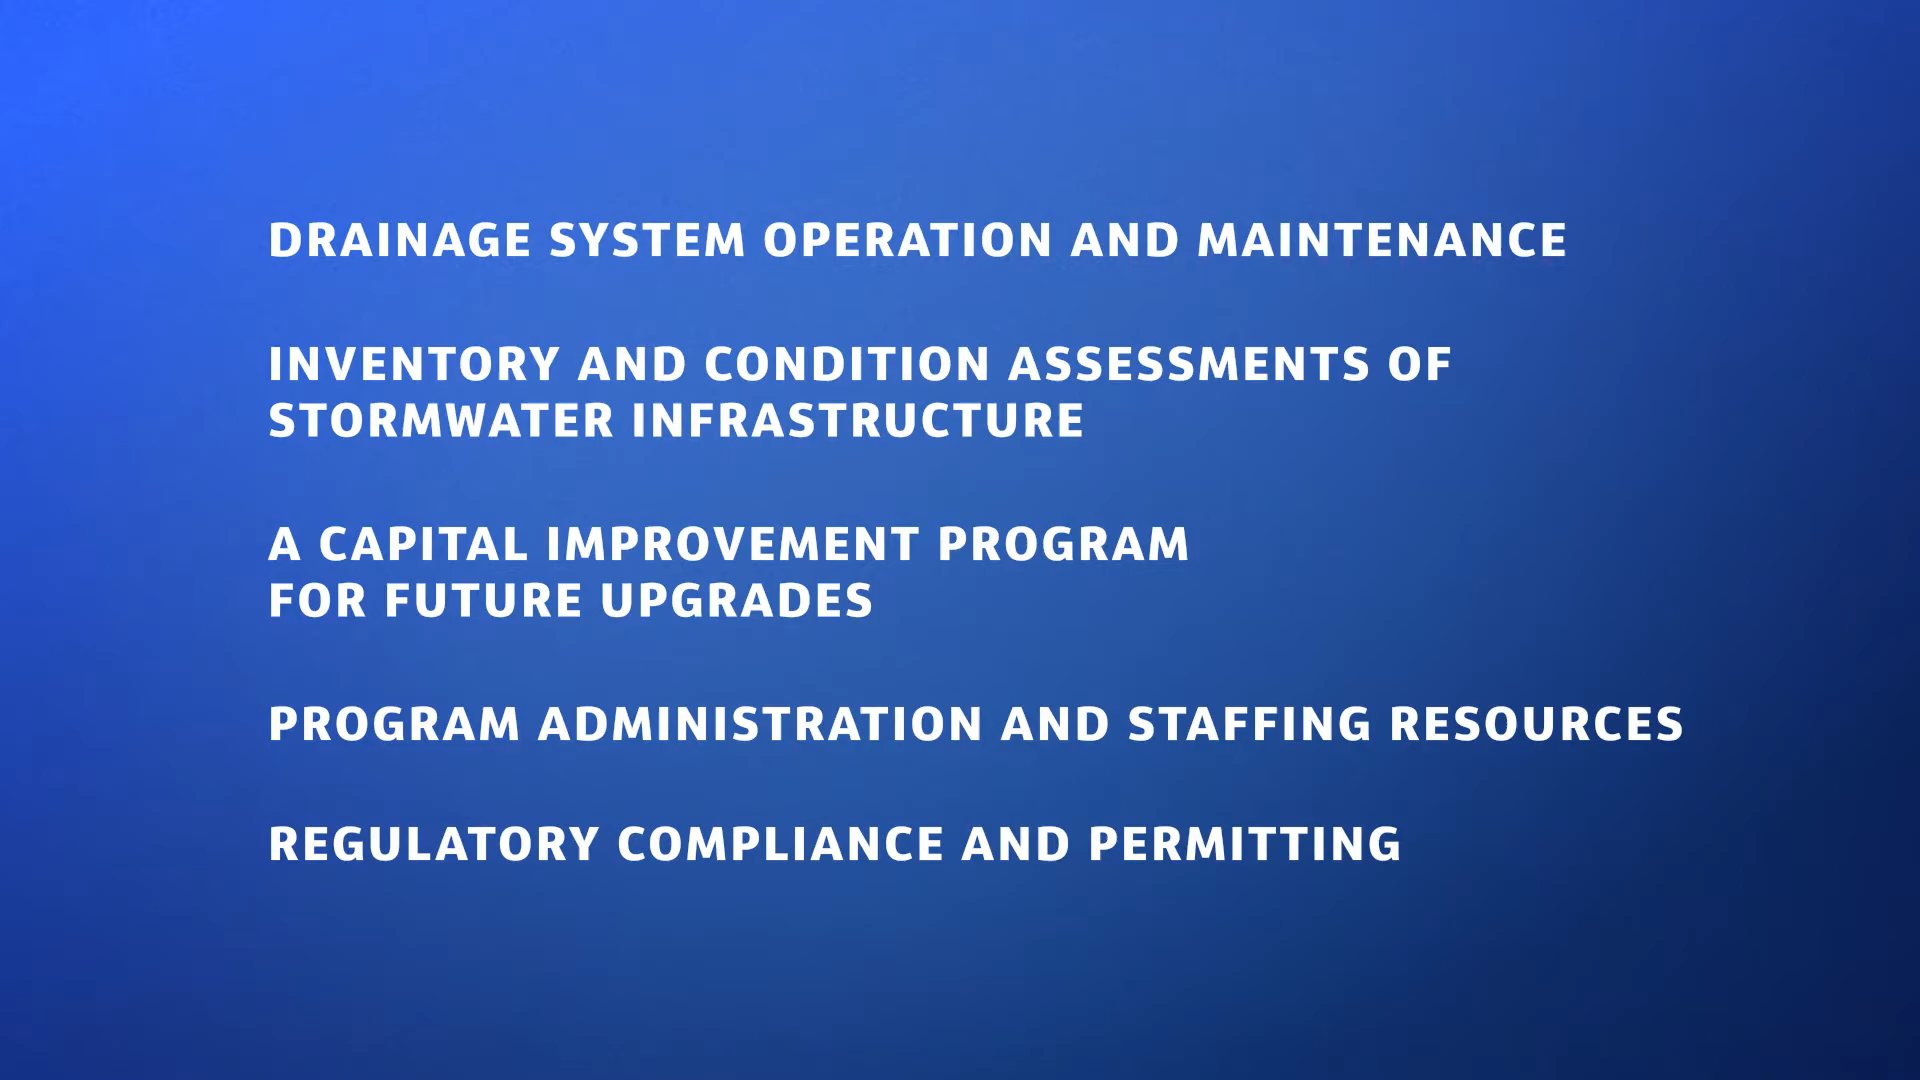 DRAINAGE SYSTEM OPERATION AND MAINTENANCE
INVENTORY AND CONDITION ASSESSMENTS OF
STORMWATER INFRASTRUCTURE
A CAPITAL IMPROVEMENT PROGRAM
FOR FUTURE UPGRADES
PROGRAM ADMINISTRATION AND STAFFING RESOURCES
REGULATORY COMPLIANCE AND PERMITTING